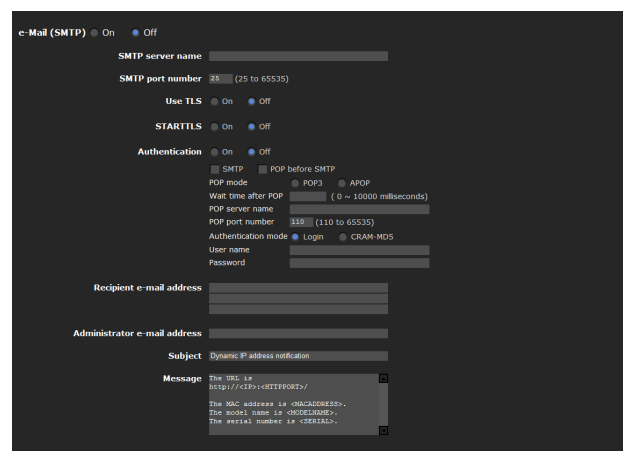 e-Mail (SMTP) On Off
SMTP server name
SMTP port number 25 (25 to 65535)
Use TLS On Off
STARTTLS On Off
Authentication On Off
SMTP POP before SMTP
POP mode POP3 APOP
Wait time after POP ( 0 ~ 10000 milliseconds)
POP server name
POP port number 110 (110 to 65535)
Authentication mode Login CRAM-MD5
User name
Password
Recipient e-mail address
Administrator e-mail address
Subject Dynamic IP address notification
Message The URL is
http://<IP>:<HTTPPORT>/
The MAC address is <MACADDRESS>.
The model name is <MODELNAME>.
The serial number is <SERIAL>.